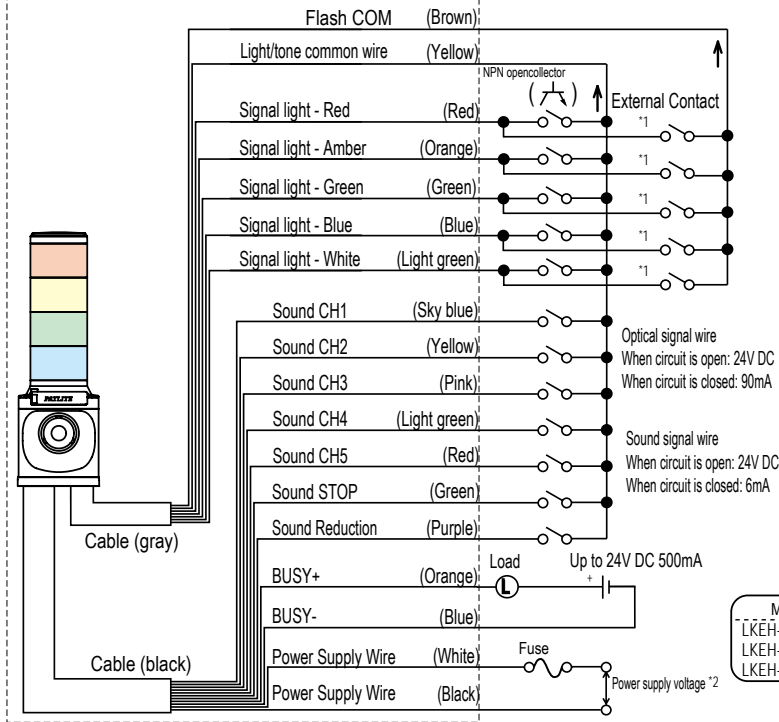 Flash COM (Brown)
Light/tone common wire (Yellow)
NPN opencollector
( )
External Contact
Signal light - Red (Red) *1
Signal light - Amber (Orange) *1
Signal light - Green (Green) *1
Signal light - Blue (Blue) *1
Signal light - White (Light green) *1
Sound CH1 (Sky blue)
Sound CH2 (Yellow)
Sound CH3 (Pink)
Sound CH4 (Light green)
Sound CH5 (Red)
Sound STOP (Green)
Sound Reduction (Purple)
Optical signal wire
When circuit is open: 24V DC
When circuit is closed: 90mA
Sound signal wire
When circuit is open: 24V DC
When circuit is closed: 6mA
PATLITE
Cable (gray)
BUSY+ (Orange)
Load
L
Up to 24V DC 500mA
+
BUSY- (Blue)
Cable (black)
Power Supply Wire (White)
Fuse
Power Supply Wire (Black)
Power supply voltage *2
M
LKEH-
LKEH-
LKEH-